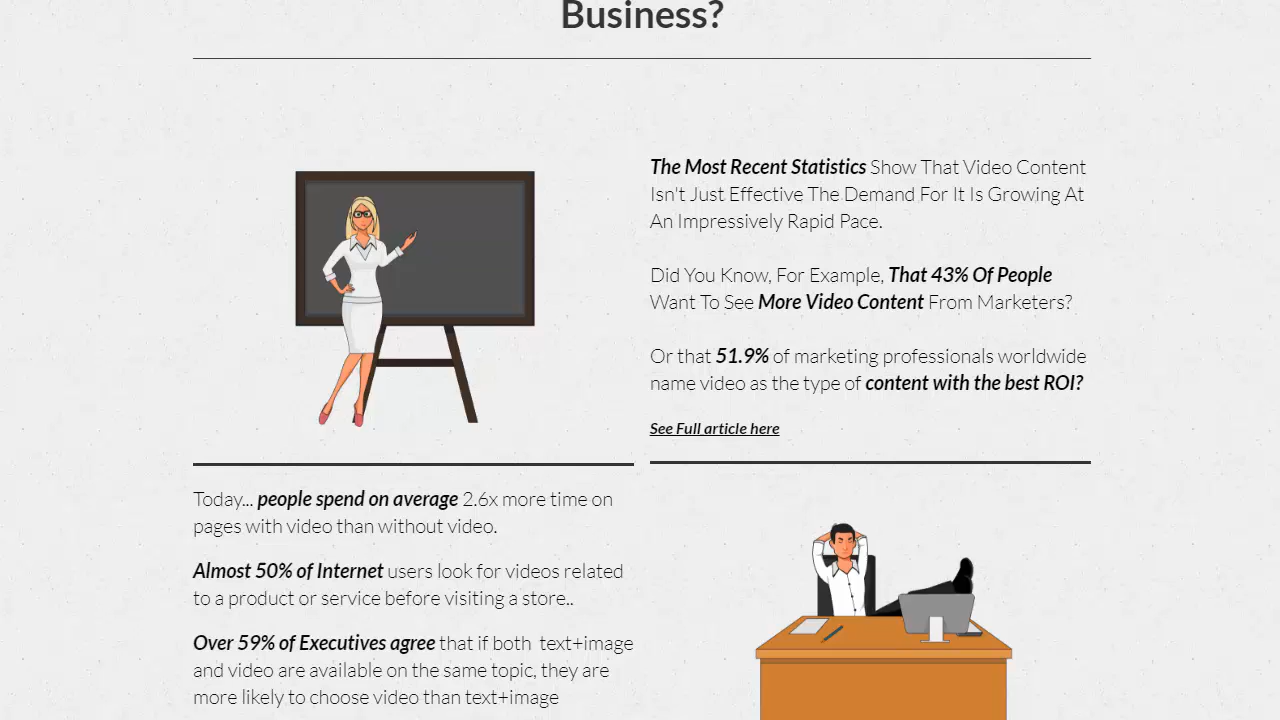 Business?
The Most Recent Statistics Show That Video Content
Isn't Just Effective The Demand For It Is Growing At
An Impressively Rapid Pace.
Did You Know, For Example, That 43% Of People
Want To See More Video Content From Marketers?
Or that 51.9% of marketing professionals worldwide
name video as the type of content with the best ROI?
See Full article here
Today... people spend on average 2.6x more time on
pages with video than without video.
Almost 50% of Internet users look for videos related
to a product or service before visiting a store..
Over 59% of Executives agree that if both  text+image
and video are available on the same topic, they are
more likely to choose video than text+image